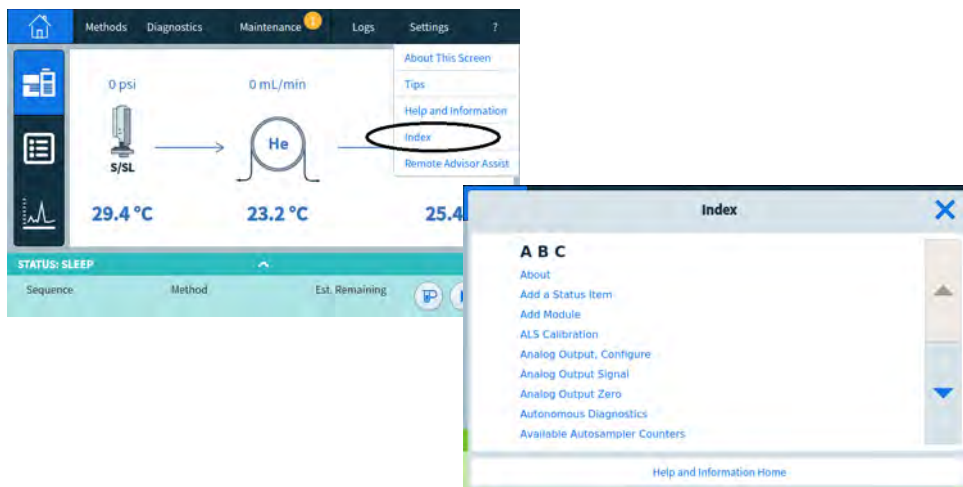 Methods Diagnostics Maintenance Logs Settings ?
About This Screen
Tips
Help and Information
Index
Remote Advisor Assist
0 psi 0 mL/min
He
S/SL
29.4 °C 23.2 °C 25.4
STATUS: SLEEP
Sequence Method Est. Remaining
Index
A B C
About
Add a Status Item
Add Module
ALS Calibration
Analog Output, Configure
Analog Output Signal
Analog Output Zero
Autonomous Diagnostics
Available Autosampler Counters
Help and Information Home